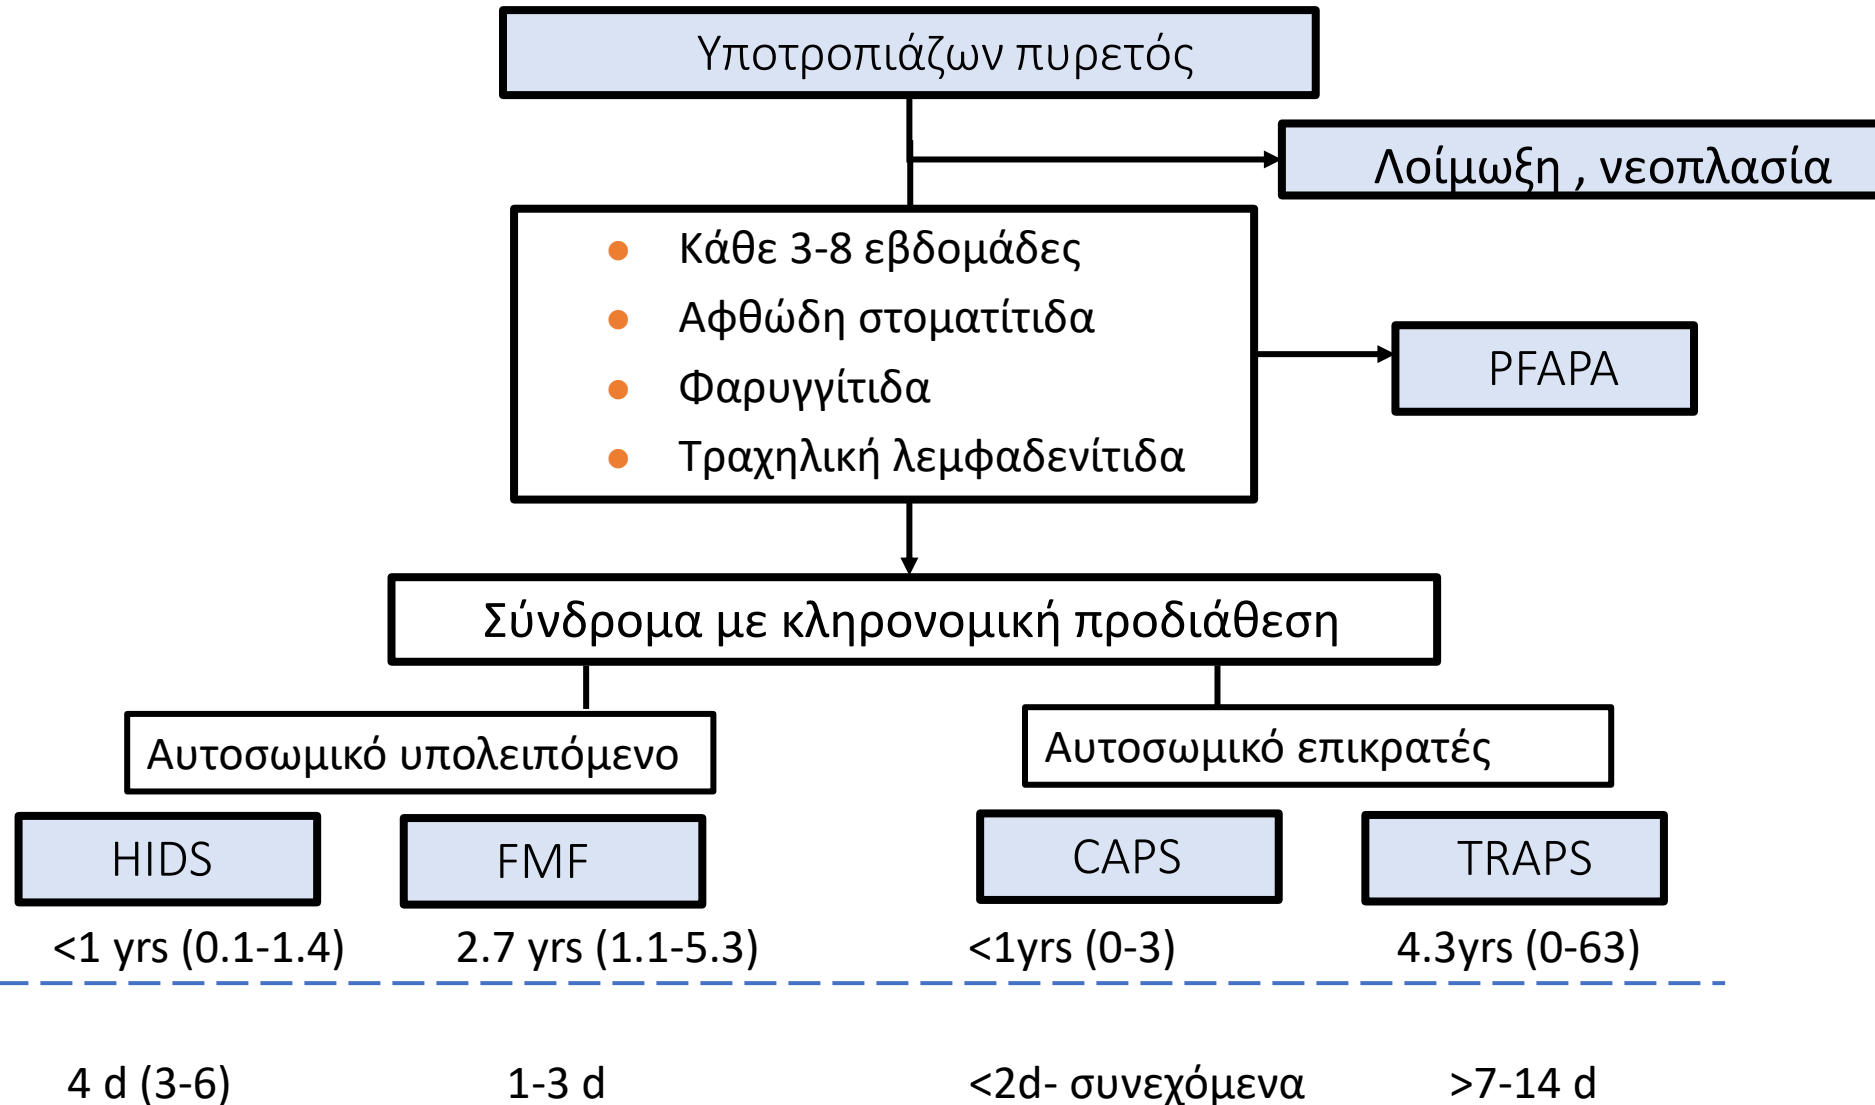 Υποτροπιάζων πυρετός
Λοίμωξη , νεοπλασία
Κάθε 3-8 εβδομάδες
Αφθώδη στοματίτιδα
Φαρυγγίτιδα
Τραχηλική λεμφαδενίτιδα
PFAPA
Σύνδρομα με κληρονομική προδιάθεση
Αυτοσωμικό υπολειπόμενο
Αυτοσωμικό επικρατές
HIDS
FMF
CAPS
TRAPS
<1 yrs (0.1-1.4)
2.7 yrs (1.1-5.3)
<1yrs (0-3)
4.3yrs (0-63)
4 d (3-6)
1-3 d
<2d- συνεχόμενα
>7-14 d